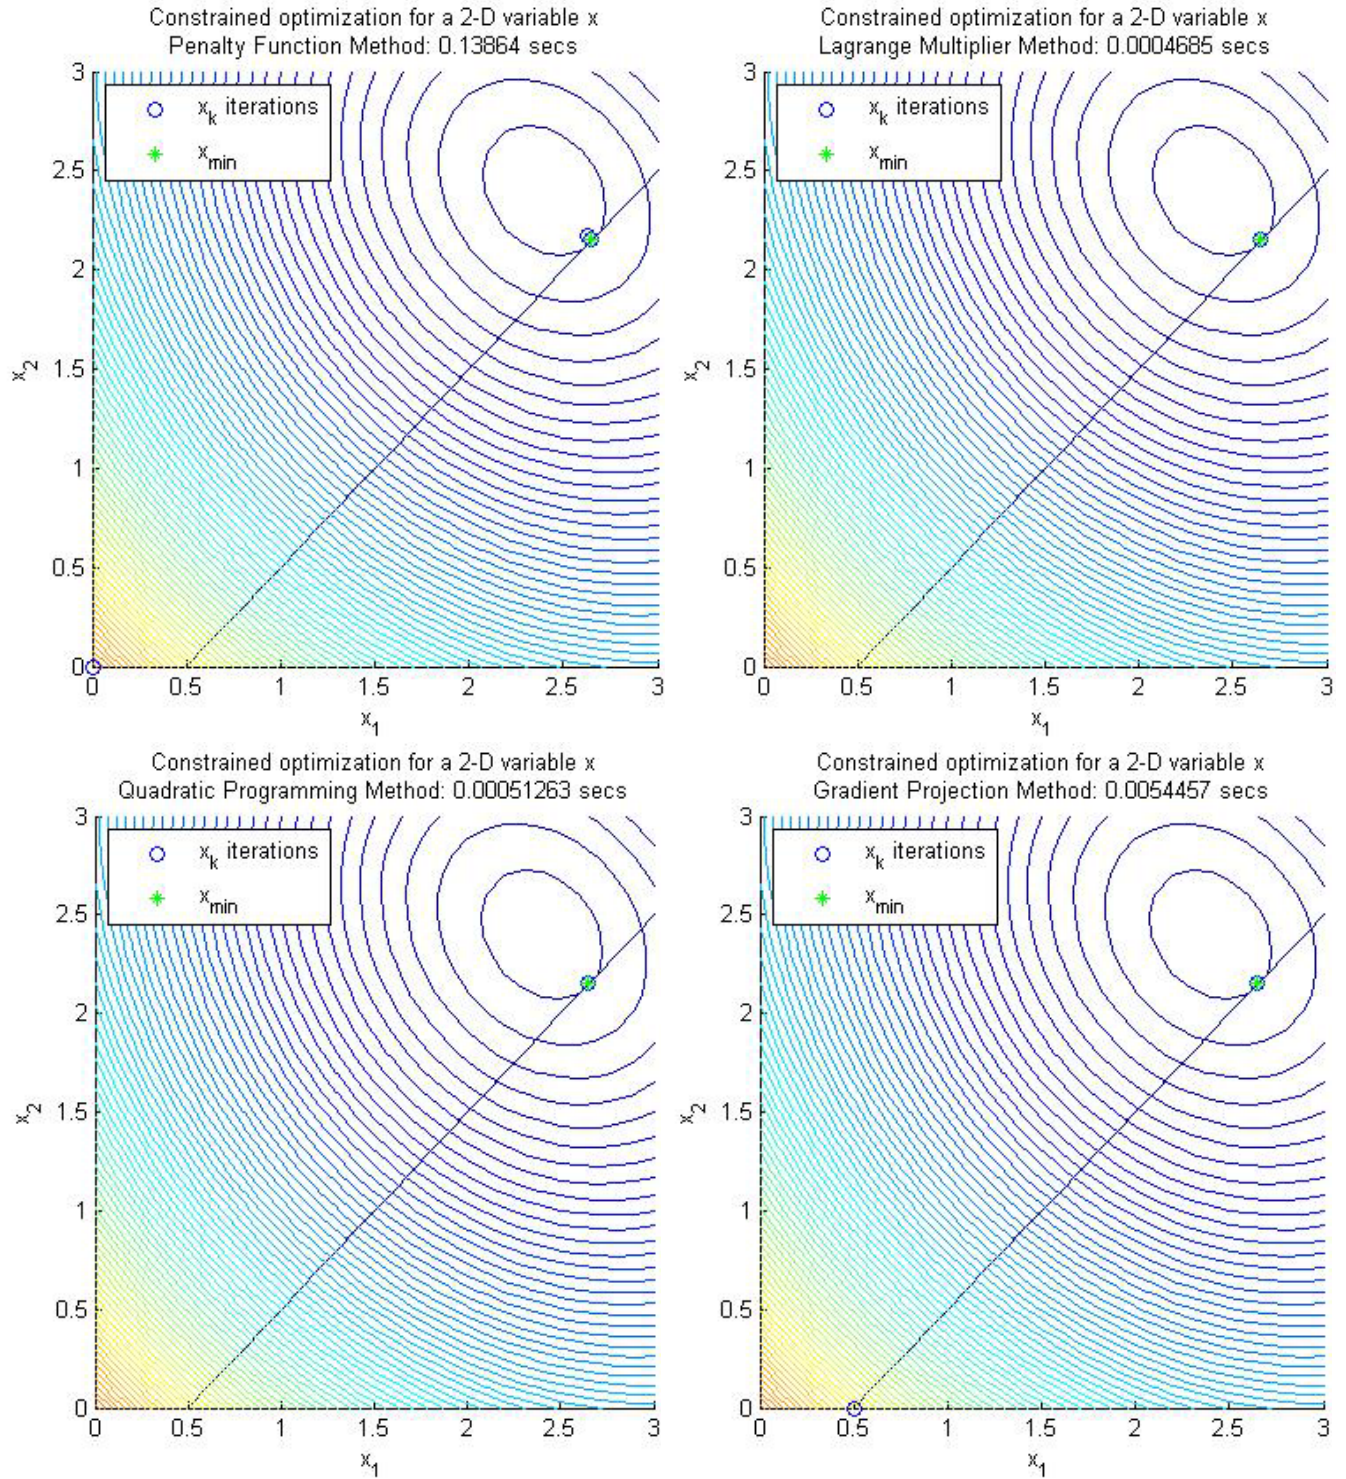 Constrained optimization for a 2-D variable x
Penalty Function Method: 0.13864 secs
3
2.5
2
1.5
1
0.5
0
x_2
x_k iterations
x_min
0 0.5 1 1.5 2 2.5 3
x_1
Constrained optimization for a 2-D variable x
Lagrange Multiplier Method: 0.0004685 secs
3
2.5
2
1.5
1
0.5
0
x_2
x_k iterations
x_min
0 0.5 1 1.5 2 2.5 3
x_1
Constrained optimization for a 2-D variable x
Quadratic Programming Method: 0.00051263 secs
3
2.5
2
1.5
1
0.5
0
x_2
x_k iterations
x_min
0 0.5 1 1.5 2 2.5 3
x_1
Constrained optimization for a 2-D variable x
Gradient Projection Method: 0.0054457 secs
3
2.5
2
1.5
1
0.5
0
x_2
x_k iterations
x_min
0 0.5 1 1.5 2 2.5 3
x_1